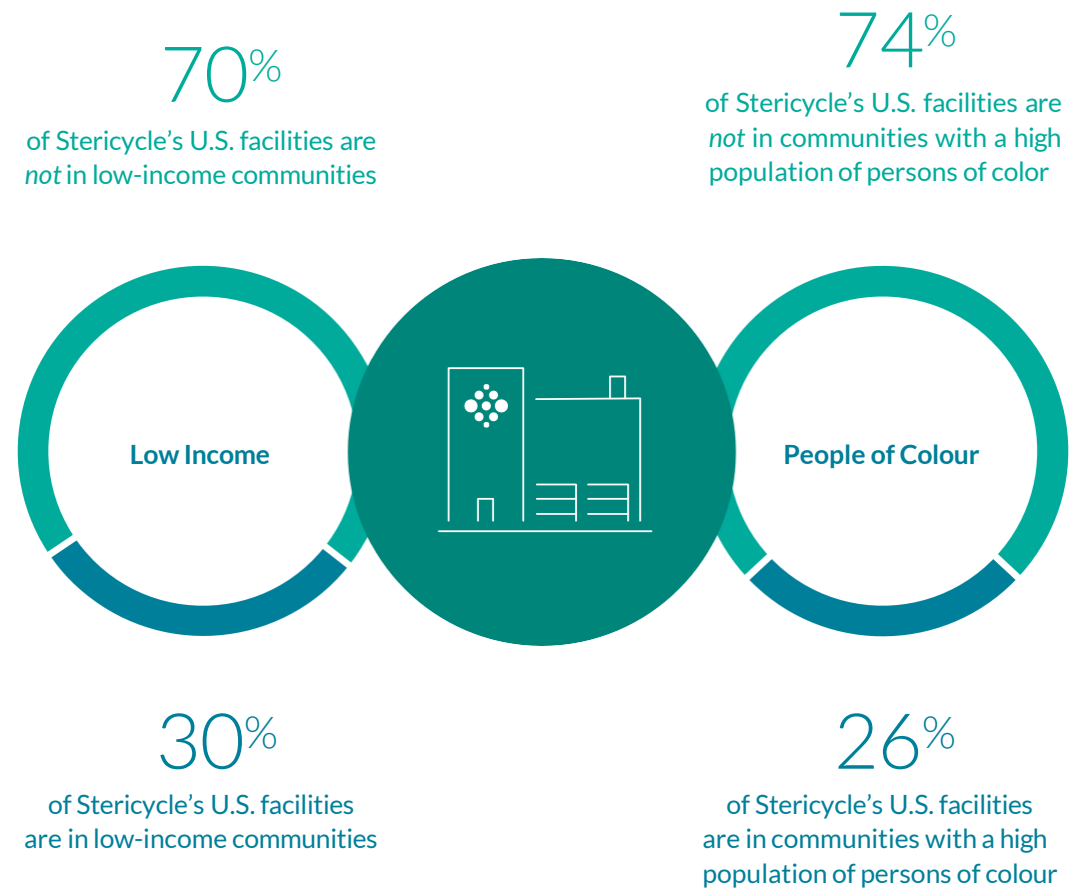 70%
of Stericycle’s U.S. facilities are
not in low-income communities
74%
of Stericycle’s U.S. facilities are
not in communities with a high
population of persons of color
Low Income
People of Colour
30%
of Stericycle’s U.S. facilities
are in low-income communities
26%
of Stericycle’s U.S. facilities
are in communities with a high
population of persons of colour